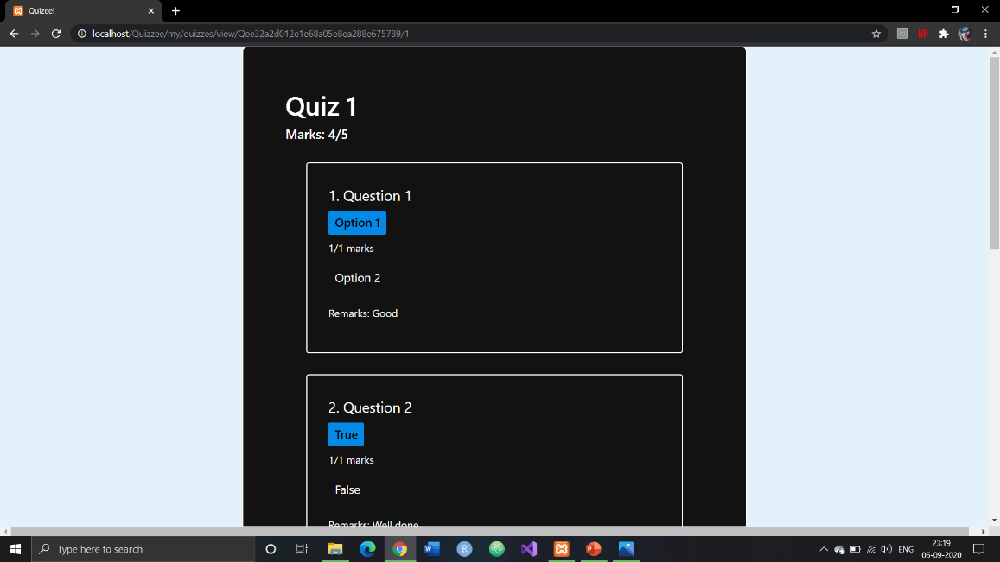 Quizee!
localhost/Quizzee/my/quizzes/view/Qee32a2d012e1e68a05e8ea288e675789/1
NP
Quiz 1
Marks: 4/5
1. Question 1
Option 1
1/1 marks
Option 2
Remarks: Good
2. Question 2
True
1/1 marks
False
Remarks: Well done
Type here to search
W
R
P
ENG
23:19
06-09-2020